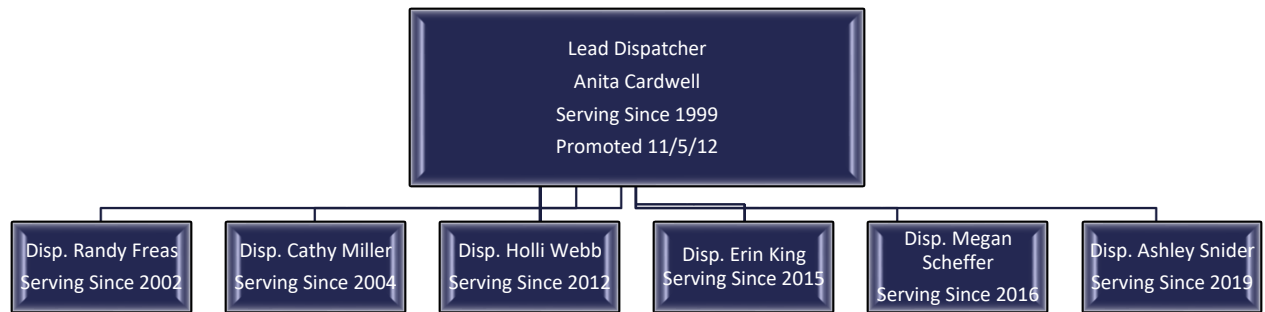 Lead Dispatcher
Anita Cardwell
Serving Since 1999
Promoted 11/5/12
Disp. Randy Freas
Serving Since 2002
Disp. Cathy Miller
Serving Since 2004
Disp. Holli Webb
Serving Since 2012
Disp. Erin King
Serving Since 2015
Disp. Megan
Scheffer
Serving Since 2016
Disp. Ashley Snider
Serving Since 2019